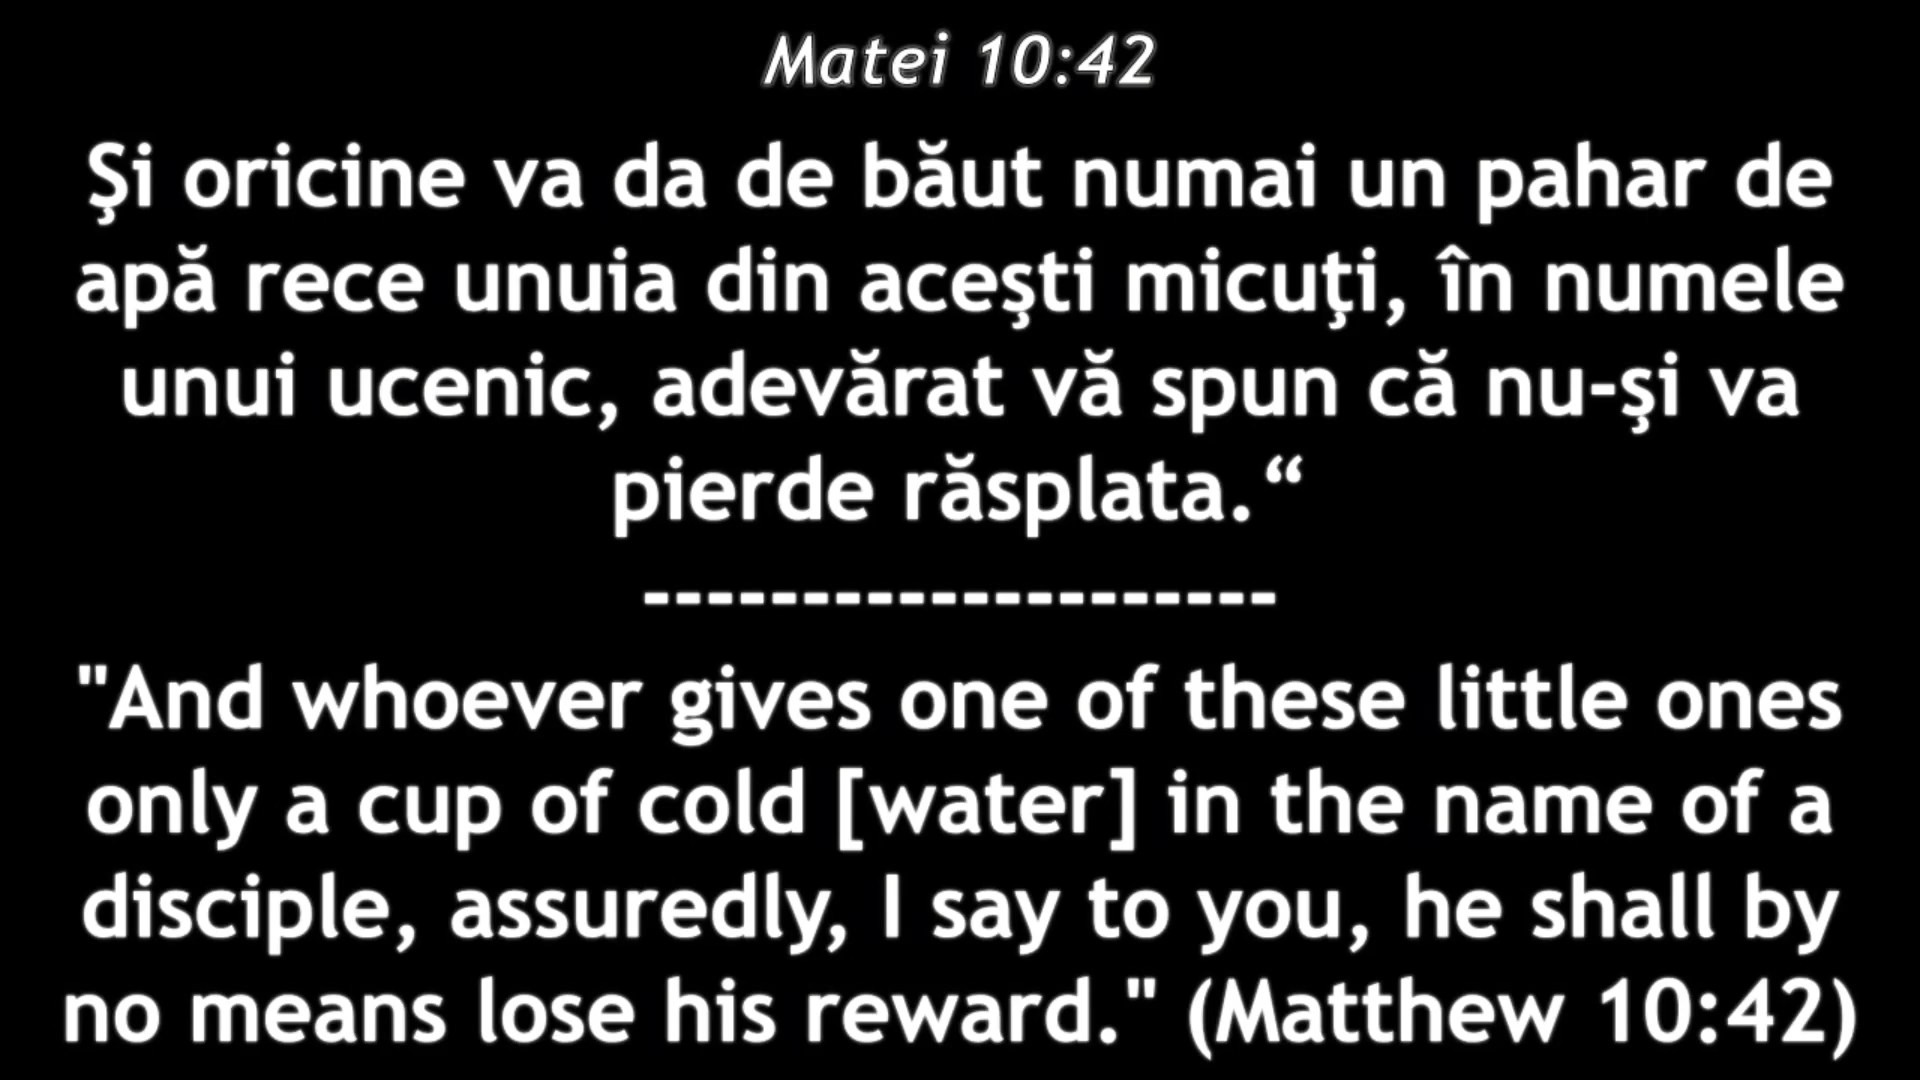 Matei 10:42
Şi oricine va da de băut numai un pahar de
apă rece unuia din aceşti micuţi, în numele
unui ucenic, adevărat vă spun că nu-şi va
pierde răsplata.“
--------------------
"And whoever gives one of these little ones
only a cup of cold [water] in the name of a
disciple, assuredly, I say to you, he shall by
no means lose his reward." (Matthew 10:42)